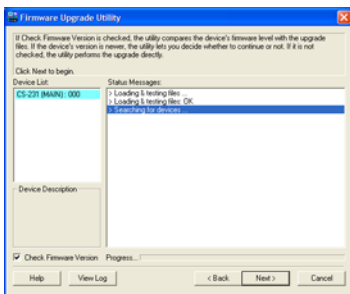 Firmware Upgrade Utility
If Check Firmware Version is checked, the utility compares the device's firmware level with the upgrade
files. If the device's version is newer, the utility lets you decide whether to continue or not. If it is not
checked, the utility performs the upgrade directly.
Click Next to begin.
Device List:
Status Messages:
CS-231 (MAIN) : 000
> Loading & testing files ...
> Loading & testing files: OK
> Searching for devices ...
Device Description
Check Firmware Version
Progress...
Help
View Log
< Back
Next >
Cancel